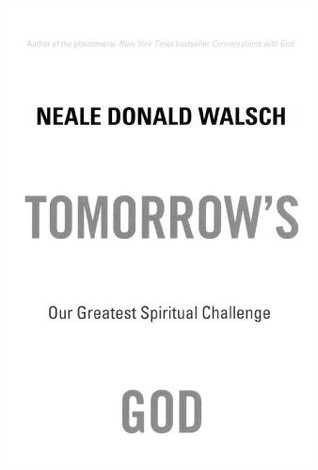 Author of the phenomenal New York Times bestseller Conversations with God
NEALE DONALD WALSCH
TOMORROW'S
Our Greatest Spiritual Challenge
GOD